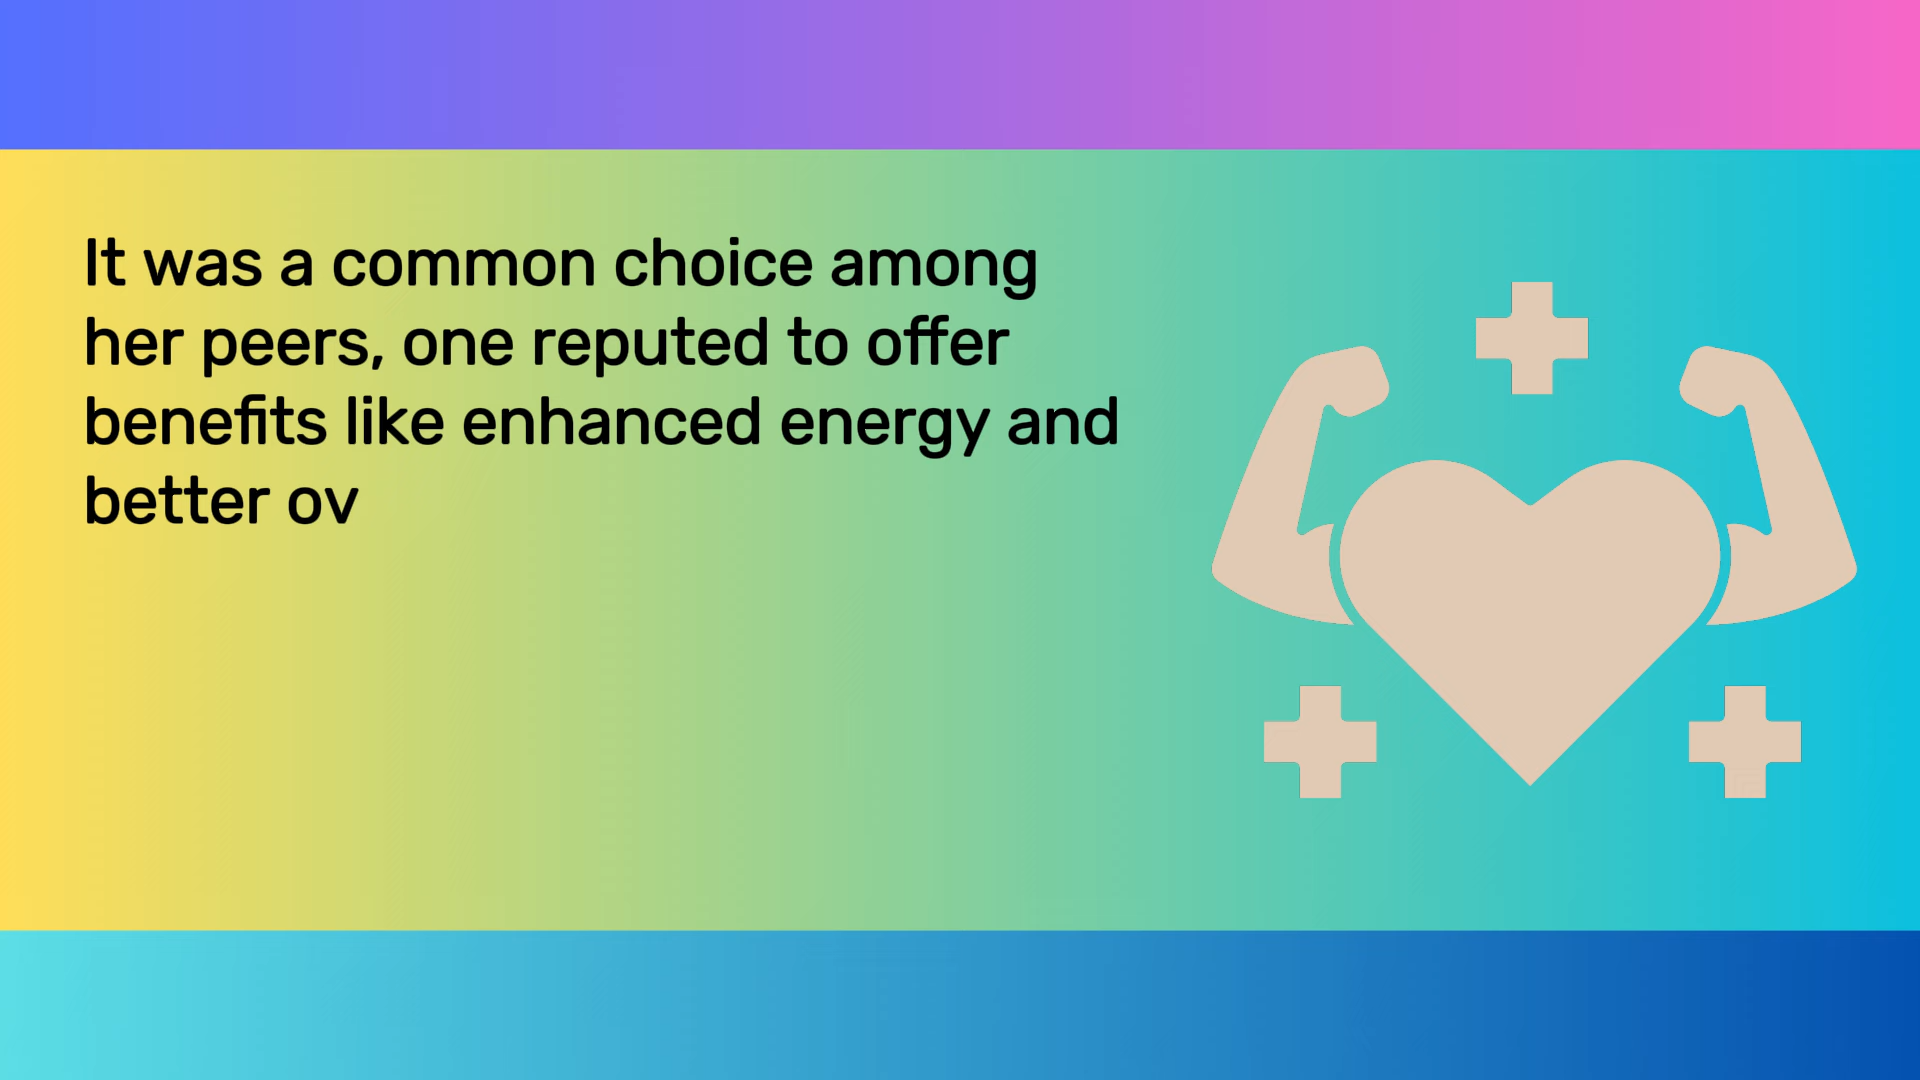 It was a common choice among
her peers, one reputed to offer
benefits like enhanced energy and
better ov